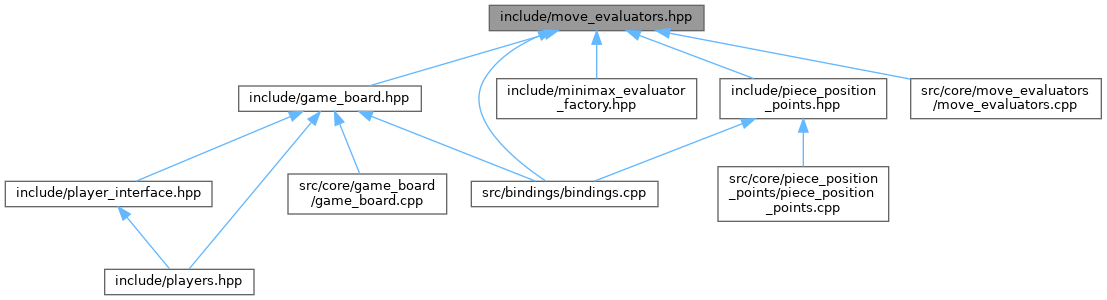 include/move_evaluators.hpp
include/game_board.hpp
include/minimax_evaluator
_factory.hpp
include/piece_position
_points.hpp
src/core/move_evaluators
/move_evaluators.cpp
include/player_interface.hpp
src/core/game_board
/game_board.cpp
src/bindings/bindings.cpp
src/core/piece_position
_points/piece_position
_points.cpp
include/players.hpp